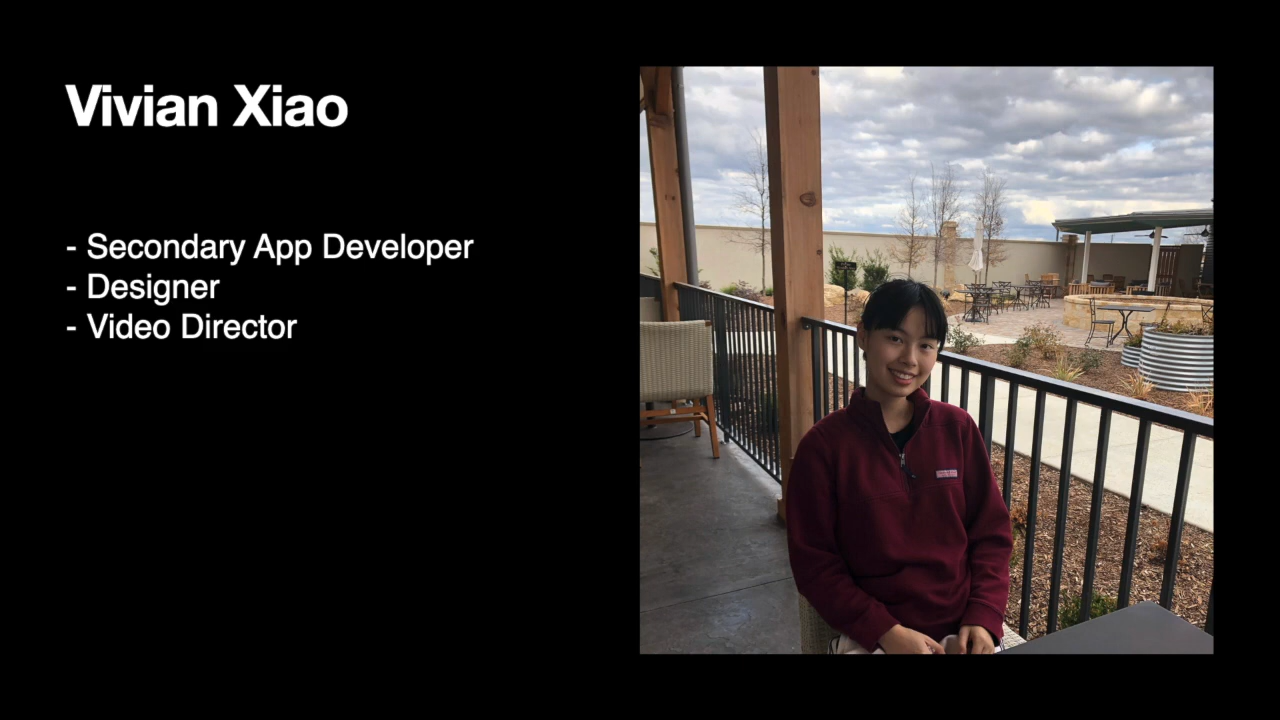 Vivian Xiao
- Secondary App Developer
- Designer
- Video Director